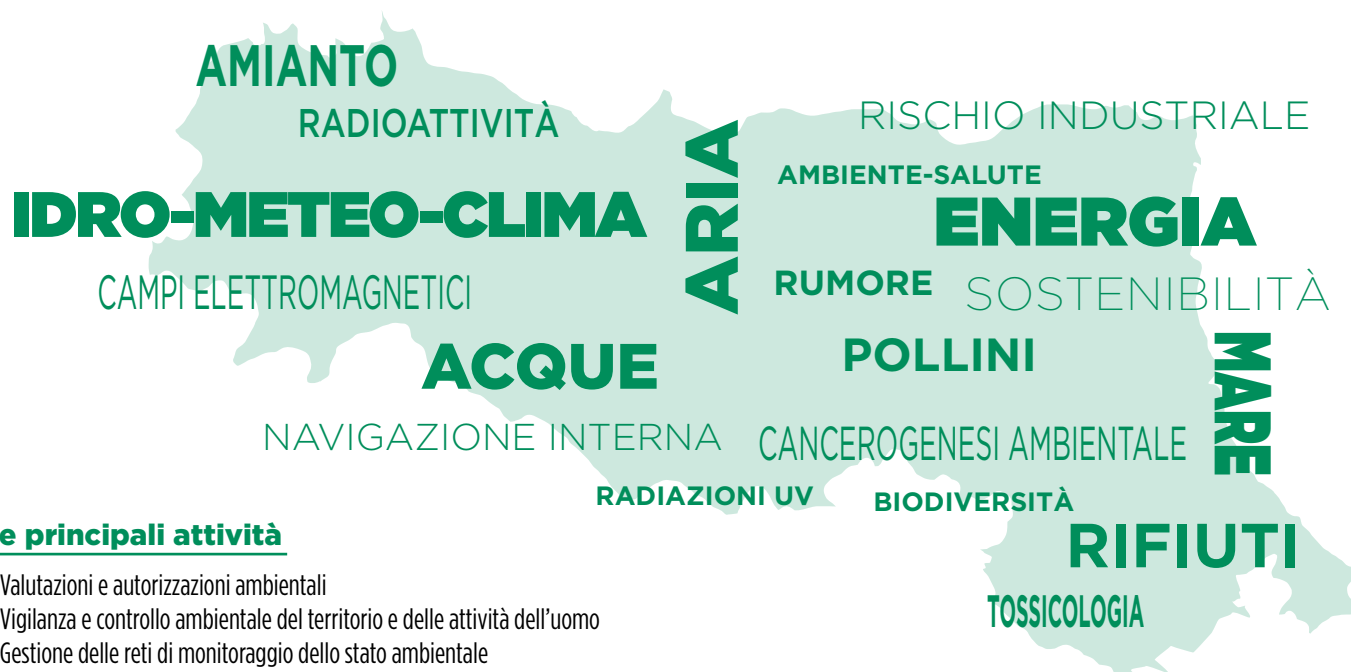 AMIANTO
RADIOATTIVITÀ
RISCHIO INDUSTRIALE
ARIA
AMBIENTE-SALUTE
IDRO-METEO-CLIMA
ENERGIA
CAMPI ELETTROMAGNETICI
RUMORE
SOSTENIBILITÀ
MARE
ACQUE
POLLINI
NAVIGAZIONE INTERNA
CANCEROGENESI AMBIENTALE
RADIAZIONI UV
BIODIVERSITÀ
RIFIUTI
TOSSICOLOGIA
e principali attività
Valutazioni e autorizzazioni ambientali
Vigilanza e controllo ambientale del territorio e delle attività dell'uomo
Gestione delle reti di monitoraggio dello stato ambientale